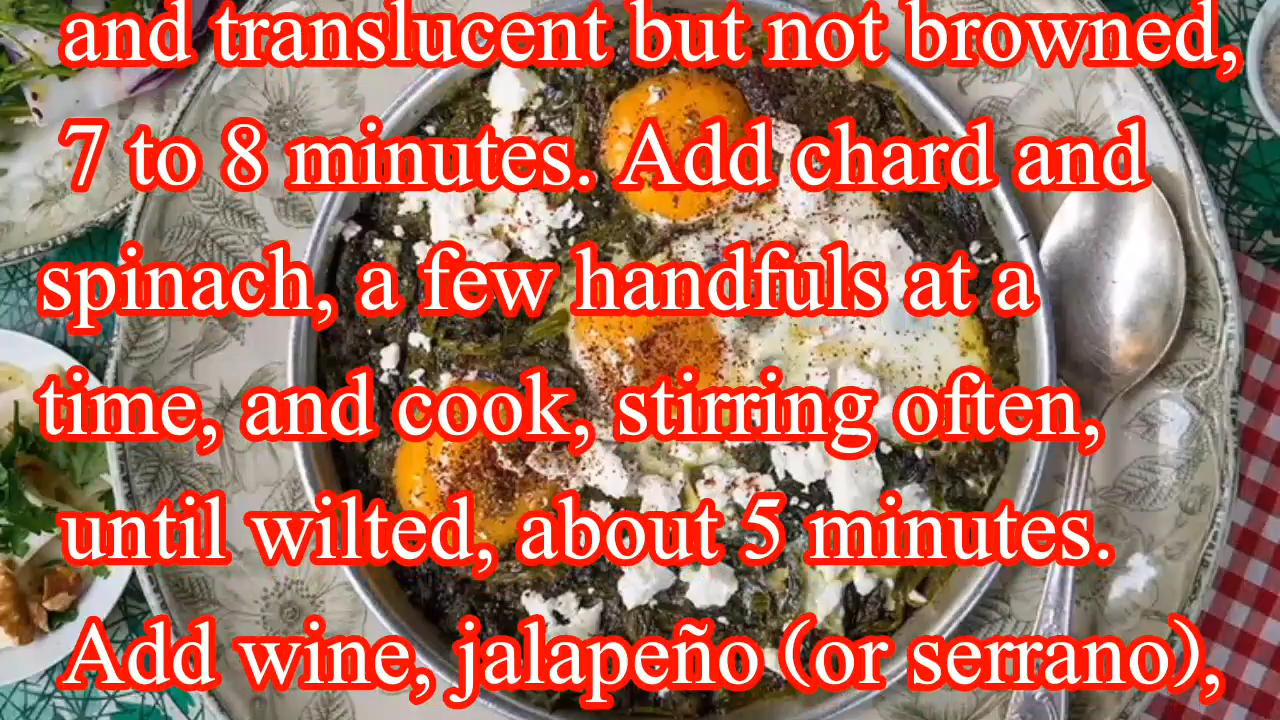 and translucent but not browned,
7 to 8 minutes. Add chard and
spinach, a few handfuls at a
time, and cook, stirring often,
until wilted, about 5 minutes.
Add wine, jalapeño (or serrano),